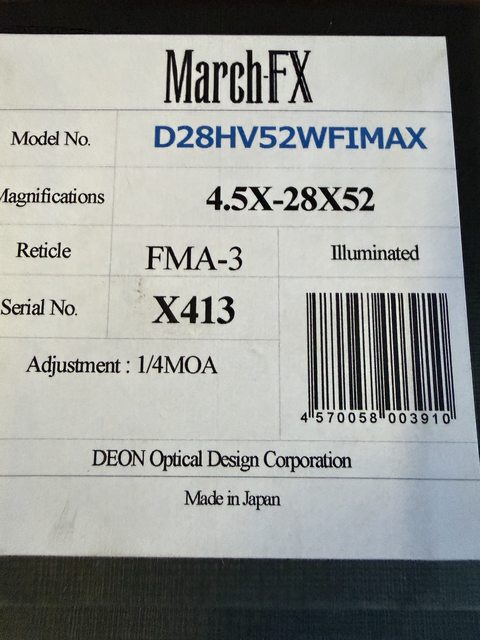 March-FX
Model No. D28HV52WFIMAX
Magnifications 4.5X-28X52
Reticle FMA-3 Illuminated
Serial No. X413
Adjustment : 1/4MOA
4 570058 003910
DEON Optical Design Corporation
Made in Japan